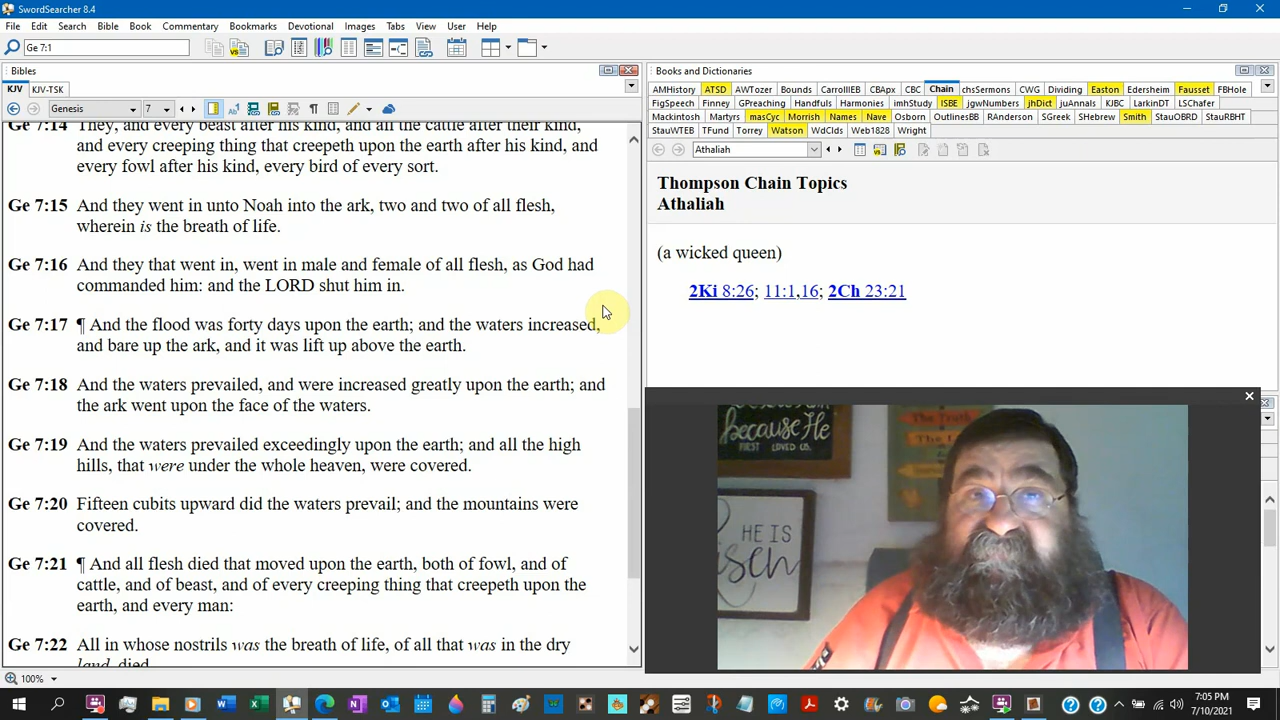 SwordSearcher 8.4
File Edit Search Bible Book Commentary Bookmarks Devotional Images Tabs View User Help
Ge 7:1
Bibles
KJV KJV-TSK
Genesis 7
Ge 7:14 They, and every beast after his kind, and all the cattle after their kind,
and every creeping thing that creepeth upon the earth after his kind, and
every fowl after his kind, every bird of every sort.
Ge 7:15 And they went in unto Noah into the ark, two and two of all flesh,
wherein is the breath of life.
Ge 7:16 And they that went in, went in male and female of all flesh, as God had
commanded him: and the LORD shut him in.
Ge 7:17 ¶ And the flood was forty days upon the earth; and the waters increased,
and bare up the ark, and it was lift up above the earth.
Ge 7:18 And the waters prevailed, and were increased greatly upon the earth; and
the ark went upon the face of the waters.
Ge 7:19 And the waters prevailed exceedingly upon the earth; and all the high
hills, that were under the whole heaven, were covered.
Ge 7:20 Fifteen cubits upward did the waters prevail; and the mountains were
covered.
Ge 7:21 ¶ And all flesh died that moved upon the earth, both of fowl, and of
cattle, and of beast, and of every creeping thing that creepeth upon the
earth, and every man:
Ge 7:22 All in whose nostrils was the breath of life, of all that was in the dry
land, died.
100%
Books and Dictionaries
AMHistory ATSD AWTozer Bounds CarrollIEB CBApx CBC Chain chsSermons CWG Dividing Easton Edersheim Fausset FBHole
FigSpeech Finney GPreaching Handfuls Harmonies imhStudy ISBE jgwNumbers jhDict juAnnals KJBC LarkinDT LSChafer
Mackintosh Martyrs masCyc Morrish Names Nave Osborn OutlinesBB RAnderson SGreek SHebrew Smith StauOBRD StauRBHT
StauWTEB TFund Torrey Watson WdClds Web1828 Wright
Athaliah
Thompson Chain Topics
Athaliah
(a wicked queen)
2Ki 8:26; 11:1,16; 2Ch 23:21
because He
FIRST LOVED US.
The Truth
HE IS
7:05 PM
7/10/2021